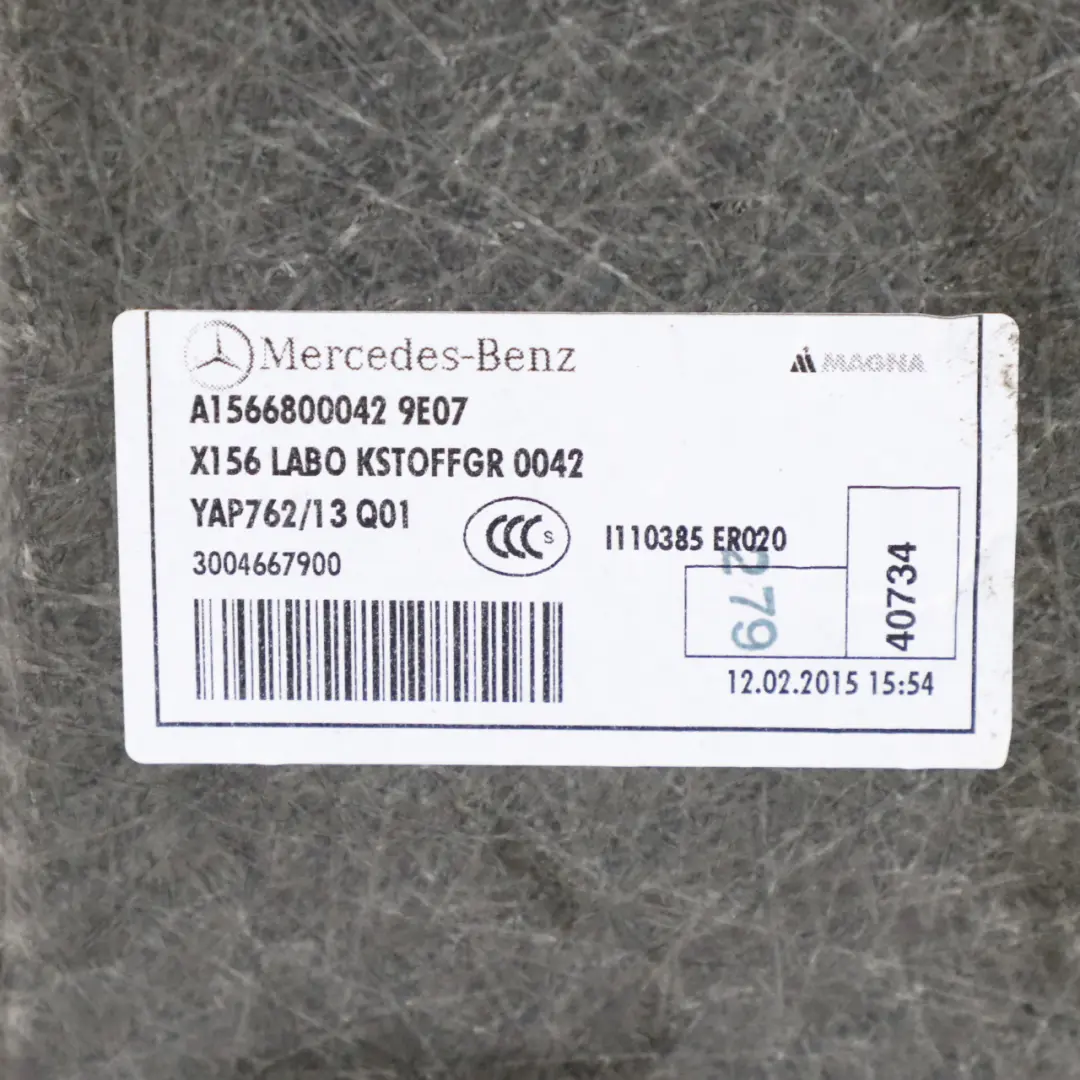 Mercedes-Benz
MAGNA
A1566800042 9E07
X156 LABO KSTOFFGR 0042
YAP762/13 Q01
CCC S
I110385 ER020
3004667900
279
40734
12.02.2015 15:54